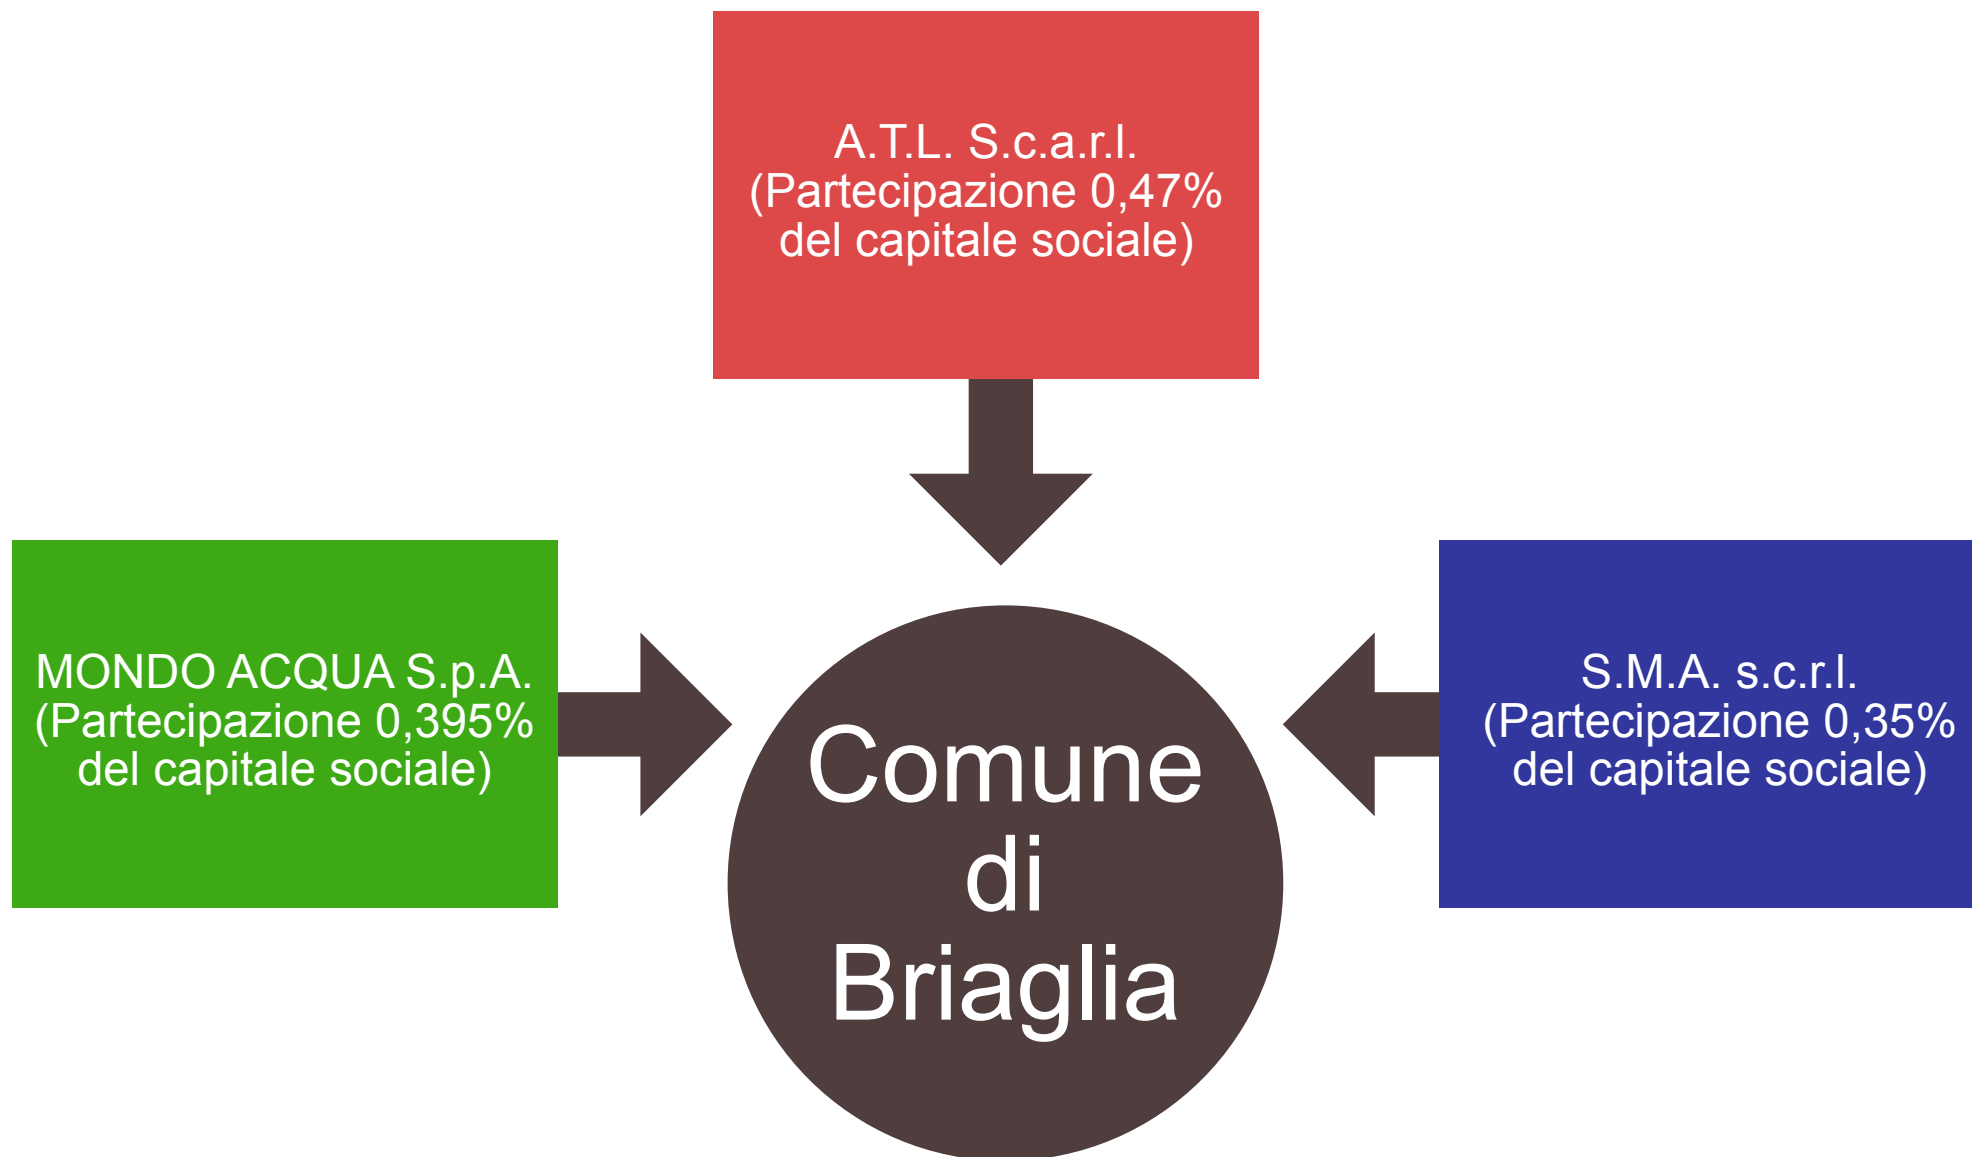 A.T.L. S.c.a.r.l.
(Partecipazione 0,47%
del capitale sociale)
MONDO ACQUA S.p.A.
(Partecipazione 0,395%
del capitale sociale)
S.M.A. s.c.r.l.
(Partecipazione 0,35%
del capitale sociale)
Comune
di
Briaglia